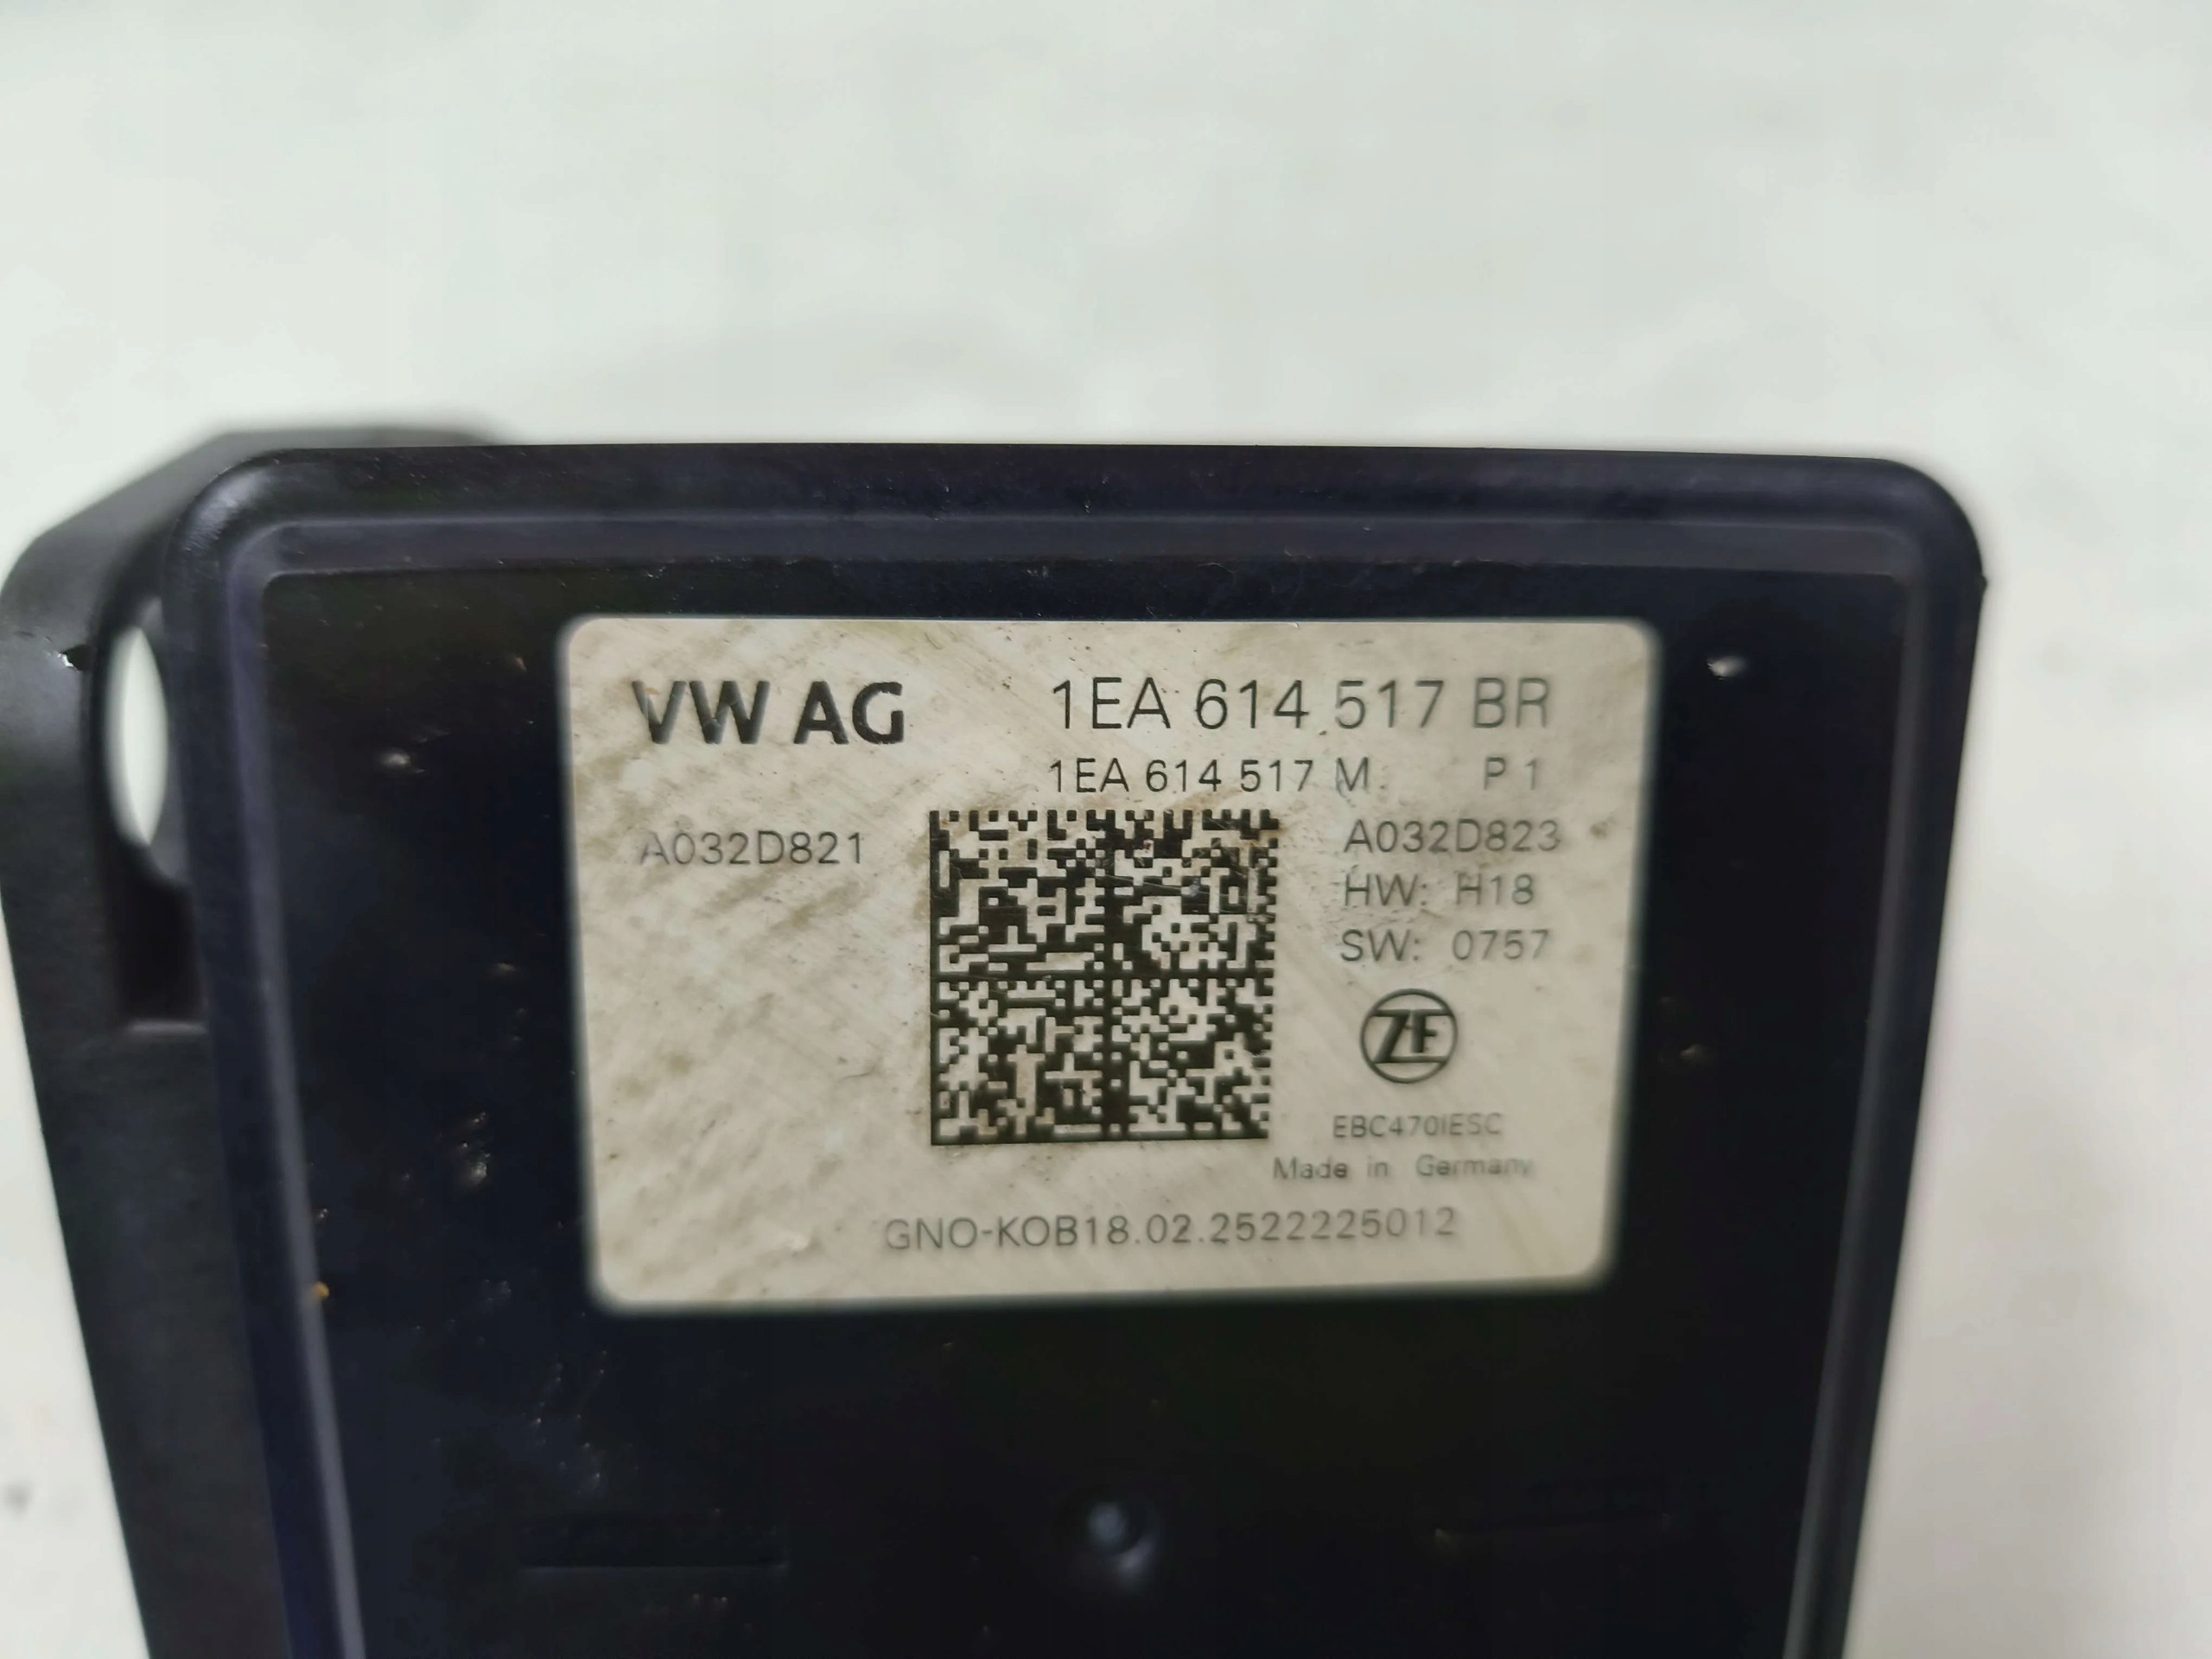 VW AG 1EA 614 517 BR
1EA 614 517 M P 1
A032D821
A032D823
HW: H18
SW: 0757
ZF
EBC470IESC
Made in Germany
GNO-KOB18.02.2522225012